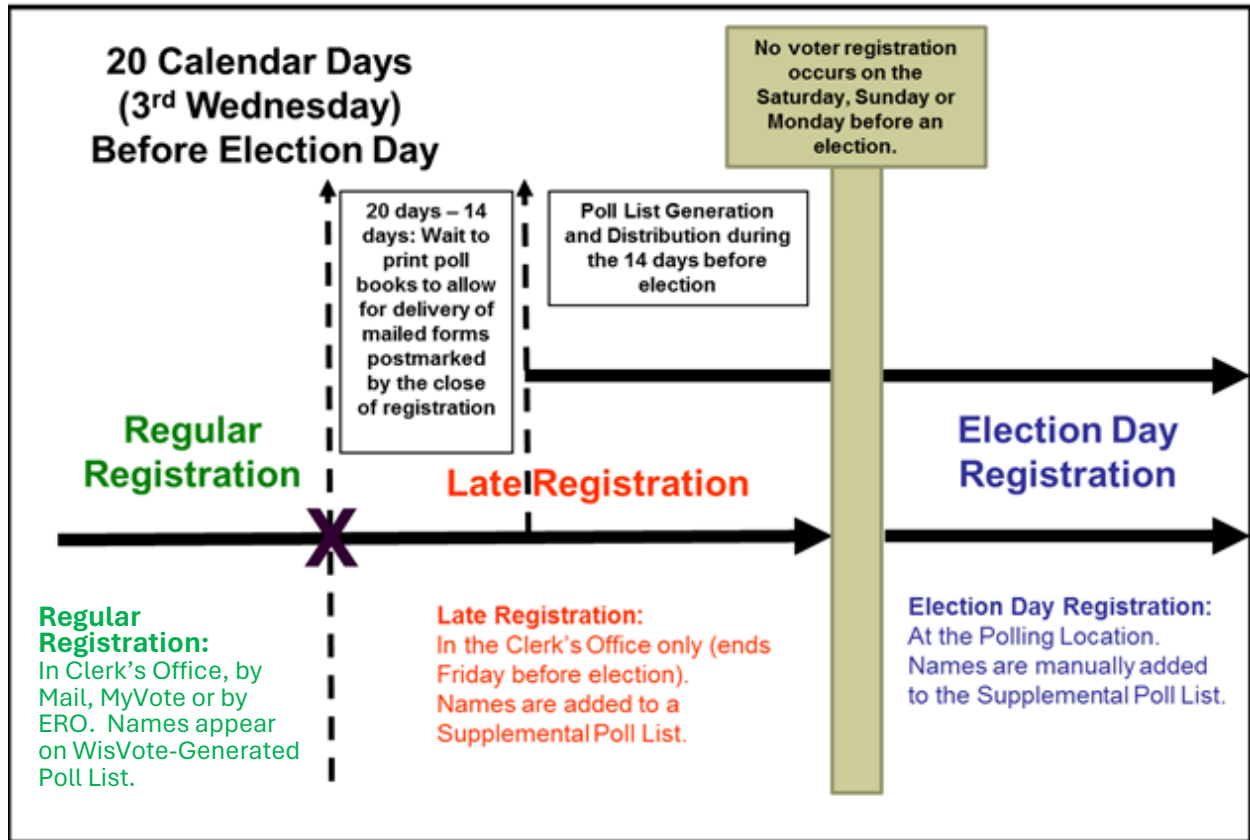 20 Calendar Days
(3rd Wednesday)
Before Election Day
No voter registration
occurs on the
Saturday, Sunday or
Monday before an
election.
20 days – 14
days: Wait to
print poll
books to allow
for delivery of
mailed forms
postmarked
by the close
of registration
Poll List Generation
and Distribution during
the 14 days before
election
Regular
Registration
Late Registration
Election Day
Registration
X
Regular
Registration:
In Clerk's Office, by
Mail, MyVote or by
ERO. Names appear
on WisVote-Generated
Poll List.
Late Registration:
In the Clerk's Office only (ends
Friday before election).
Names are added to a
Supplemental Poll List.
Election Day Registration:
At the Polling Location.
Names are manually added
to the Supplemental Poll List.